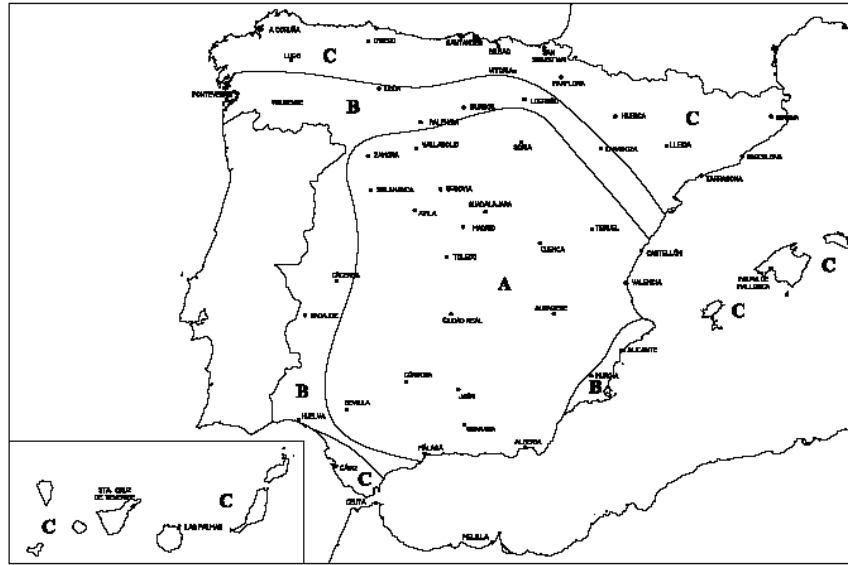 A CORUÑA
LUGO
OVIEDO
SANTANDER
BILBAO
SAN
SEBASTIAN
C
VITORIA
PAMPLONA
PONTEVEDRA
LEÓN
B
BURGOS
LOGROÑO
HUESCA
C
GIRONA
PALENCIA
VALLADOLID
SORIA
ZARAGOZA
LLEIDA
ZAMORA
BARCELONA
TARRAGONA
SALAMANCA
SEGOVIA
AVILA
GUADALAJARA
MADRID
TERUEL
TOLEDO
CUENCA
CASTELLÓN
CÁCERES
A
VALENCIA
PALMA DE
MALLORCA
C
C
BADAJOZ
CIUDAD REAL
ALBACETE
ALICANTE
CÓRDOBA
JAÉN
MURCIA
B
B
HUELVA
SEVILLA
GRANADA
MÁLAGA
ALMERIA
CÁDIZ
C
CEUTA
MELILLA
STA. CRUZ
DE TENERIFE
C
C
LAS PALMAS